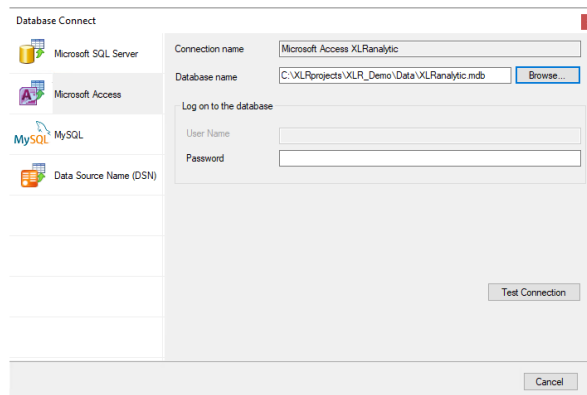 Database Connect
Microsoft SQL Server
Microsoft Access
MySQL MySQL
Data Source Name (DSN)
Connection name Microsoft Access XLRanalytic
Database name C:\XLRprojects\XLR_Demo\Data\XLRanalytic.mdb Browse...
Log on to the database
User Name
Password
Test Connection
Cancel